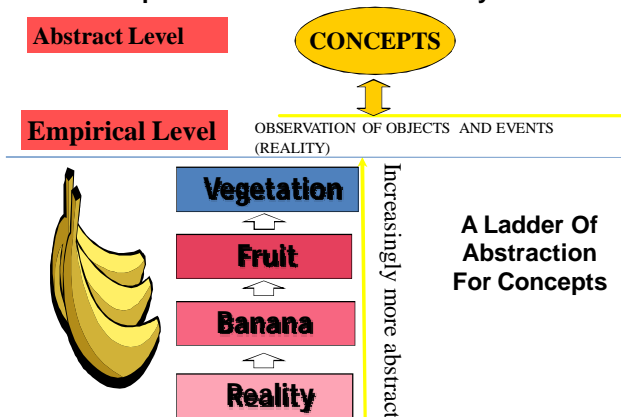 Abstract Level
CONCEPTS
Empirical Level
OBSERVATION OF OBJECTS AND EVENTS
(REALITY)
Vegetation
Fruit
Banana
Reality
Increasingly more abstract
A Ladder Of
Abstraction
For Concepts